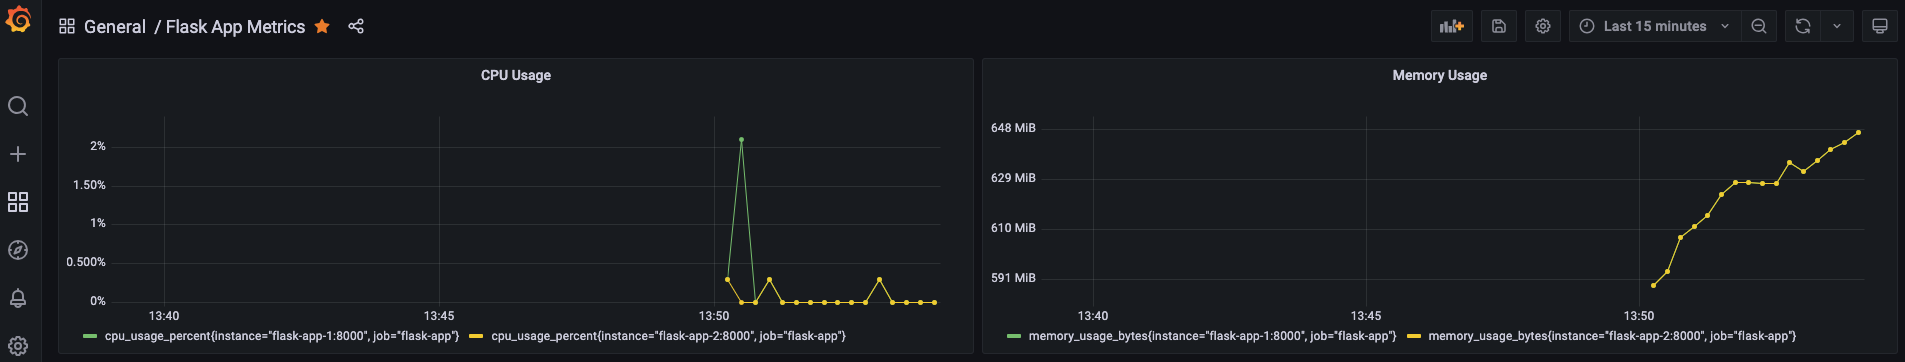 General / Flask App Metrics
Last 15 minutes
CPU Usage
2%
1.50%
1%
0.500%
0%
13:40 13:45 13:50
cpu_usage_percent{instance="flask-app-1:8000", job="flask-app"} cpu_usage_percent{instance="flask-app-2:8000", job="flask-app"}
Memory Usage
648 MiB
629 MiB
610 MiB
591 MiB
13:40 13:45 13:50
memory_usage_bytes{instance="flask-app-1:8000", job="flask-app"} memory_usage_bytes{instance="flask-app-2:8000", job="flask-app"}